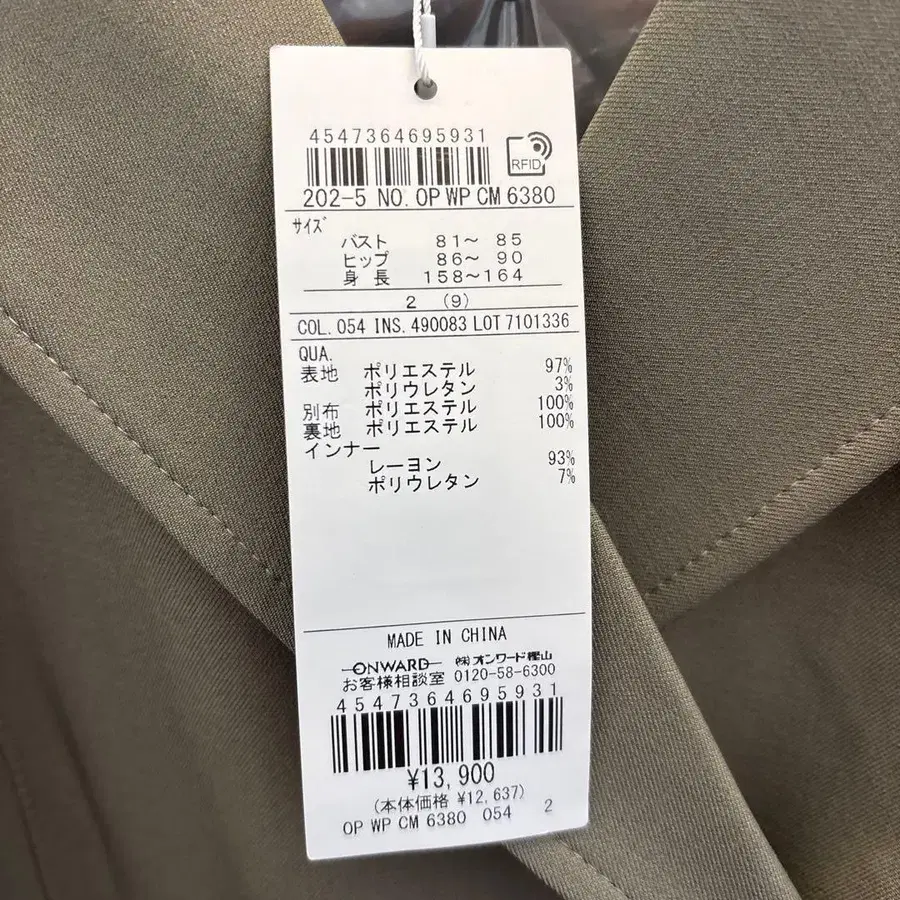 4547364695931
RFID
202-5 NO. OP WP CM 6380
サイズ
バスト 81～ 85
ヒップ 86～ 90
身長 158～164
2 (9)
COL. 054 INS. 490083 LOT 7101336
QUA.
表地 ポリエステル 97%
ポリウレタン 3%
別布 ポリエステル 100%
裏地 ポリエステル 100%
インナー
レーヨン 93%
ポリウレタン 7%
MADE IN CHINA
ONWARD ㈱オンワード樫山
お客様相談室 0120-58-6300
4547364695931
¥13,900
(本体価格 ¥12,637)
OP WP CM 6380 054 2